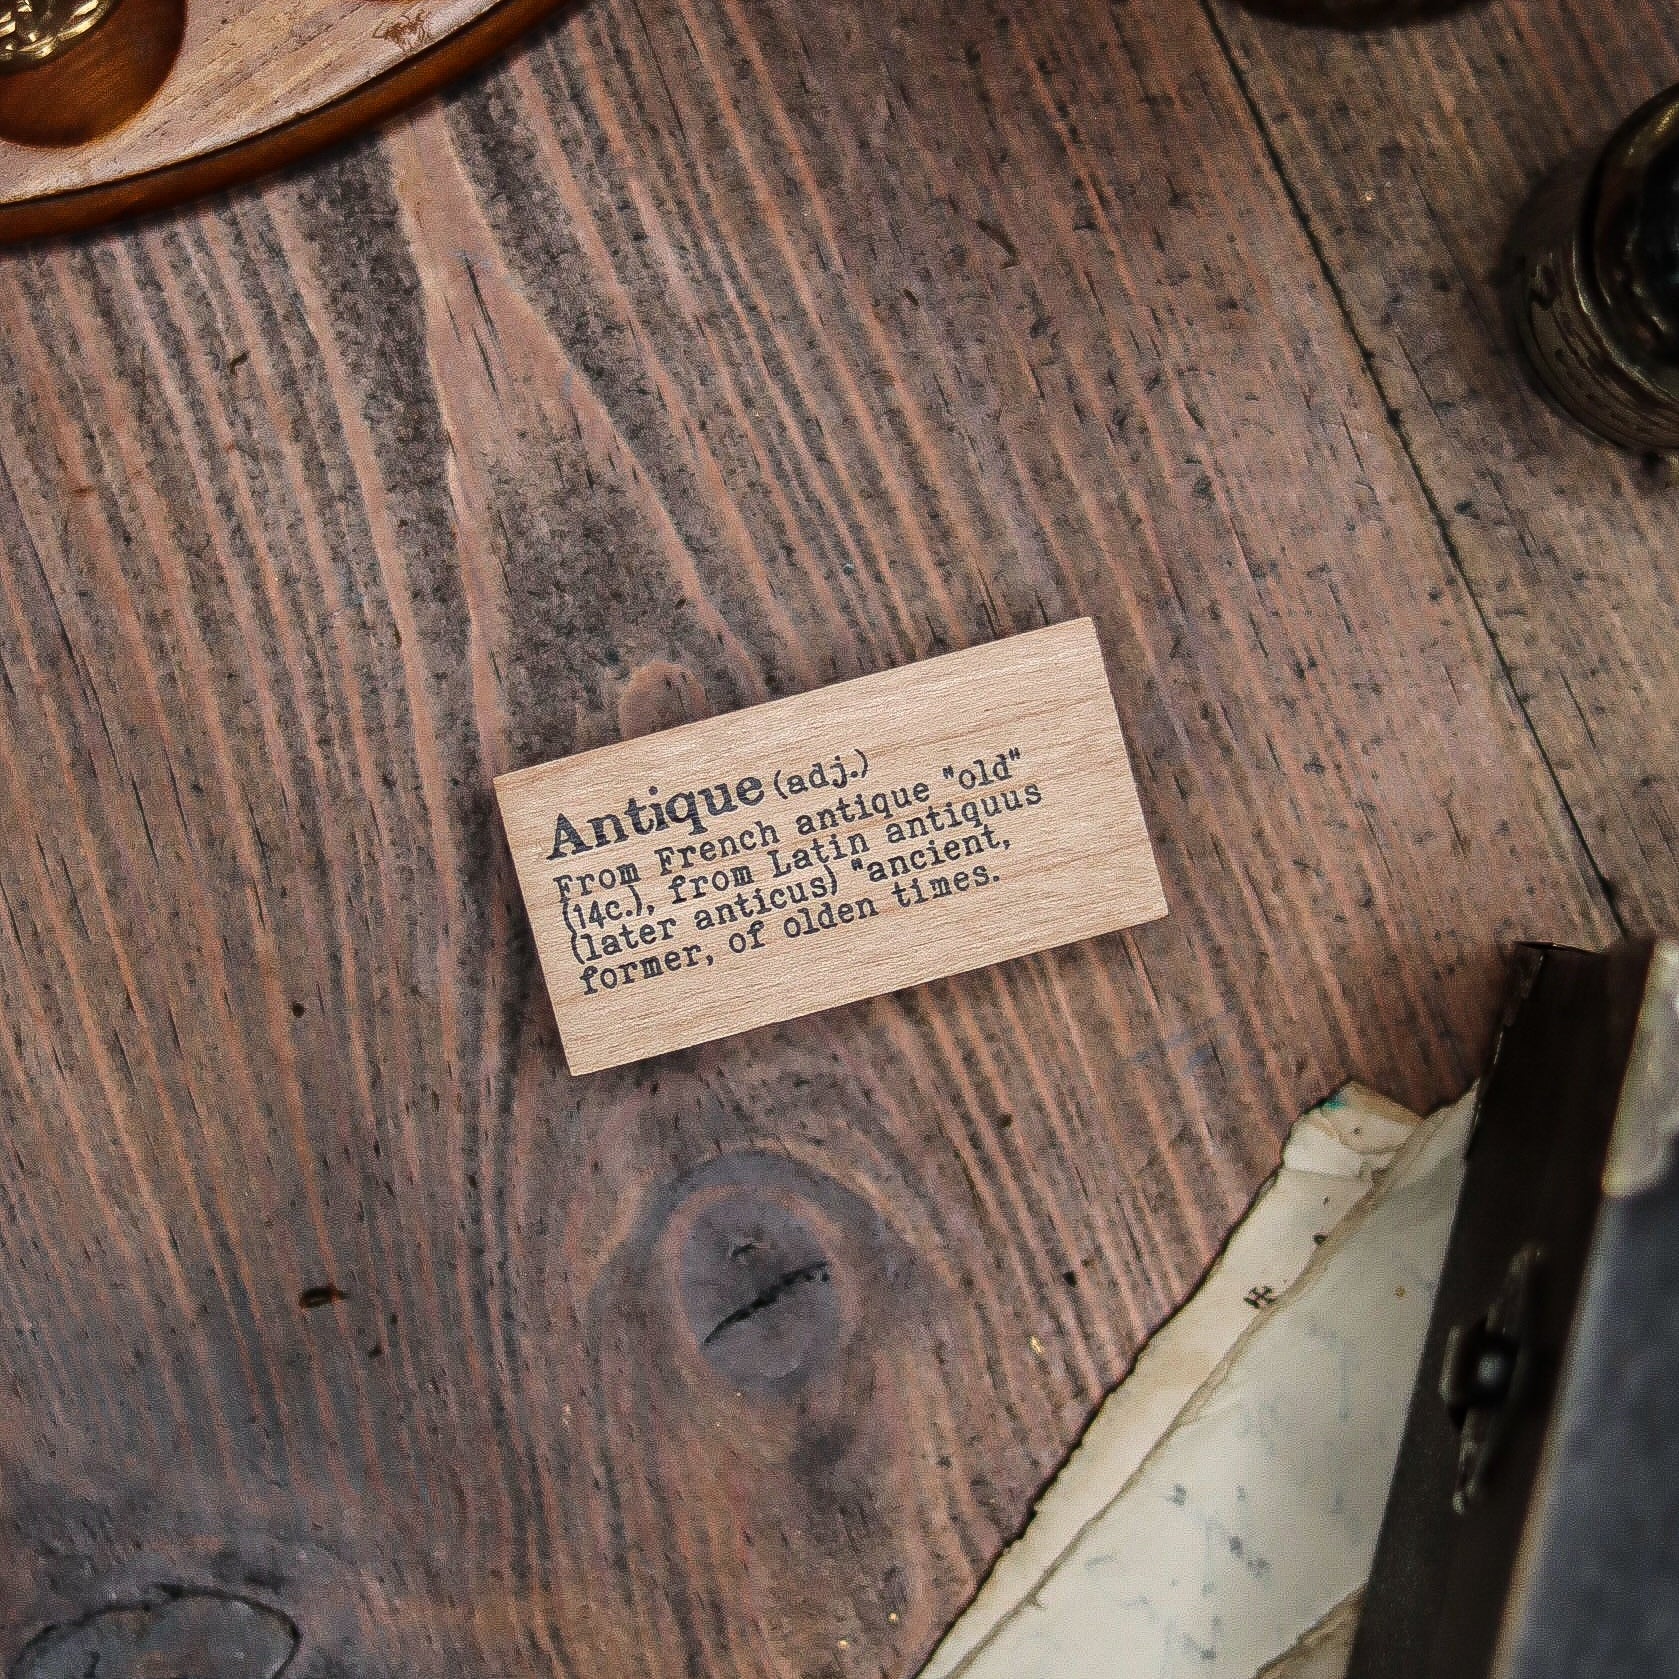 Antique (adj.)
From French antique "old"
(14c.), from Latin antiquus
(later anticus) "ancient,
former, of olden times.